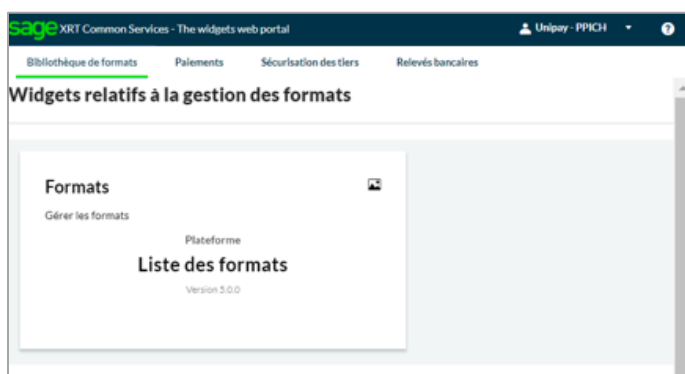 sage XRT Common Services - The widgets web portal Unipay - PPICH ?
Bibliothèque de formats Paiements Sécurisation des tiers Relevés bancaires
Widgets relatifs à la gestion des formats
Formats
Gérer les formats
Plateforme
Liste des formats
Version 5.0.0